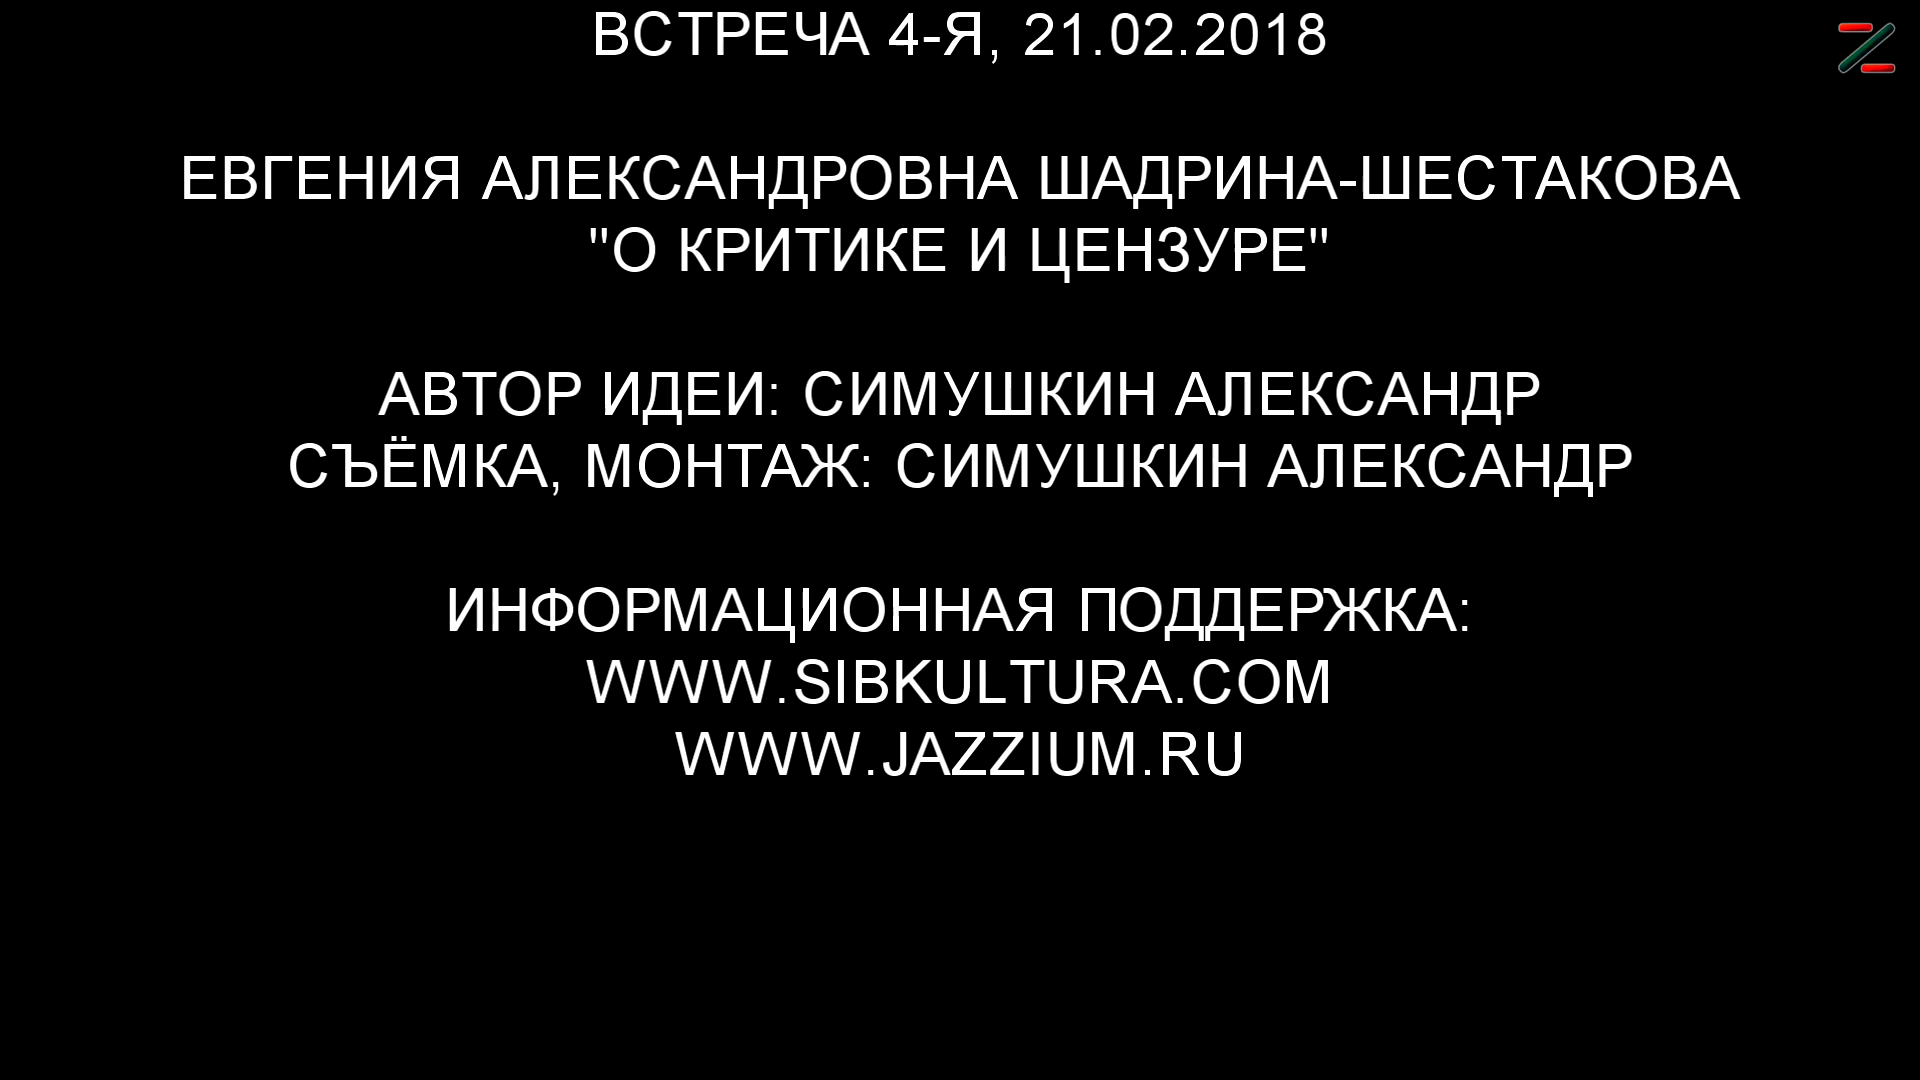 ВСТРЕЧА 4-Я, 21.02.2018
ЕВГЕНИЯ АЛЕКСАНДРОВНА ШАДРИНА-ШЕСТАКОВА
"О КРИТИКЕ И ЦЕНЗУРЕ"
АВТОР ИДЕИ: СИМУШКИН АЛЕКСАНДР
СЪЁМКА, МОНТАЖ: СИМУШКИН АЛЕКСАНДР
ИНФОРМАЦИОННАЯ ПОДДЕРЖКА:
WWW.SIBKULTURA.COM
WWW.JAZZIUM.RU